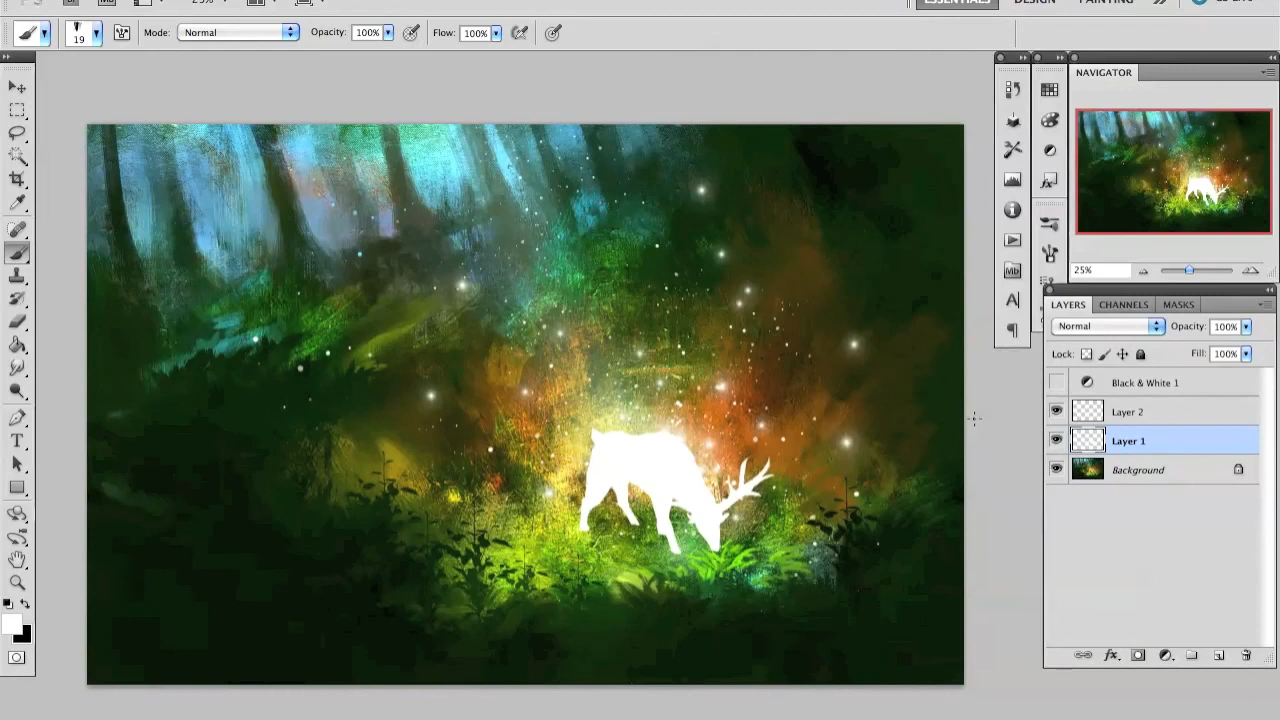 25%
ESSENTIALS DESIGN PAINTING
19 Mode: Normal Opacity: 100% Flow: 100%
NAVIGATOR
25%
LAYERS CHANNELS MASKS
Normal Opacity: 100%
Lock: Fill: 100%
Black & White 1
Layer 2
Layer 1
Background